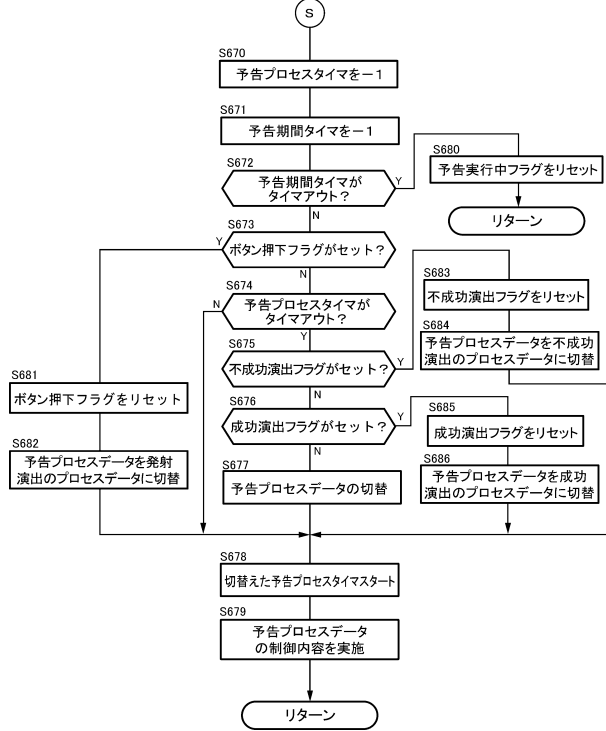 S
S670
予告プロセスタイマを－1
S671
予告期間タイマを－1
S672
予告期間タイマが
タイムアウト？
Y
N
S680
予告実行中フラグをリセット
リターン
S673
ボタン押下フラグがセット？
Y
N
S674
予告プロセスタイマが
タイムアウト？
N
Y
S675
不成功演出フラグがセット？
Y
N
S683
不成功演出フラグをリセット
S684
予告プロセスデータを不成功
演出のプロセスデータに切替
S676
成功演出フラグがセット？
Y
N
S685
成功演出フラグをリセット
S686
予告プロセスデータを成功
演出のプロセスデータに切替
S681
ボタン押下フラグをリセット
S682
予告プロセスデータを発射
演出のプロセスデータに切替
S677
予告プロセスデータの切替
S678
切替えた予告プロセスタイマスタート
S679
予告プロセスデータ
の制御内容を実施
リターン